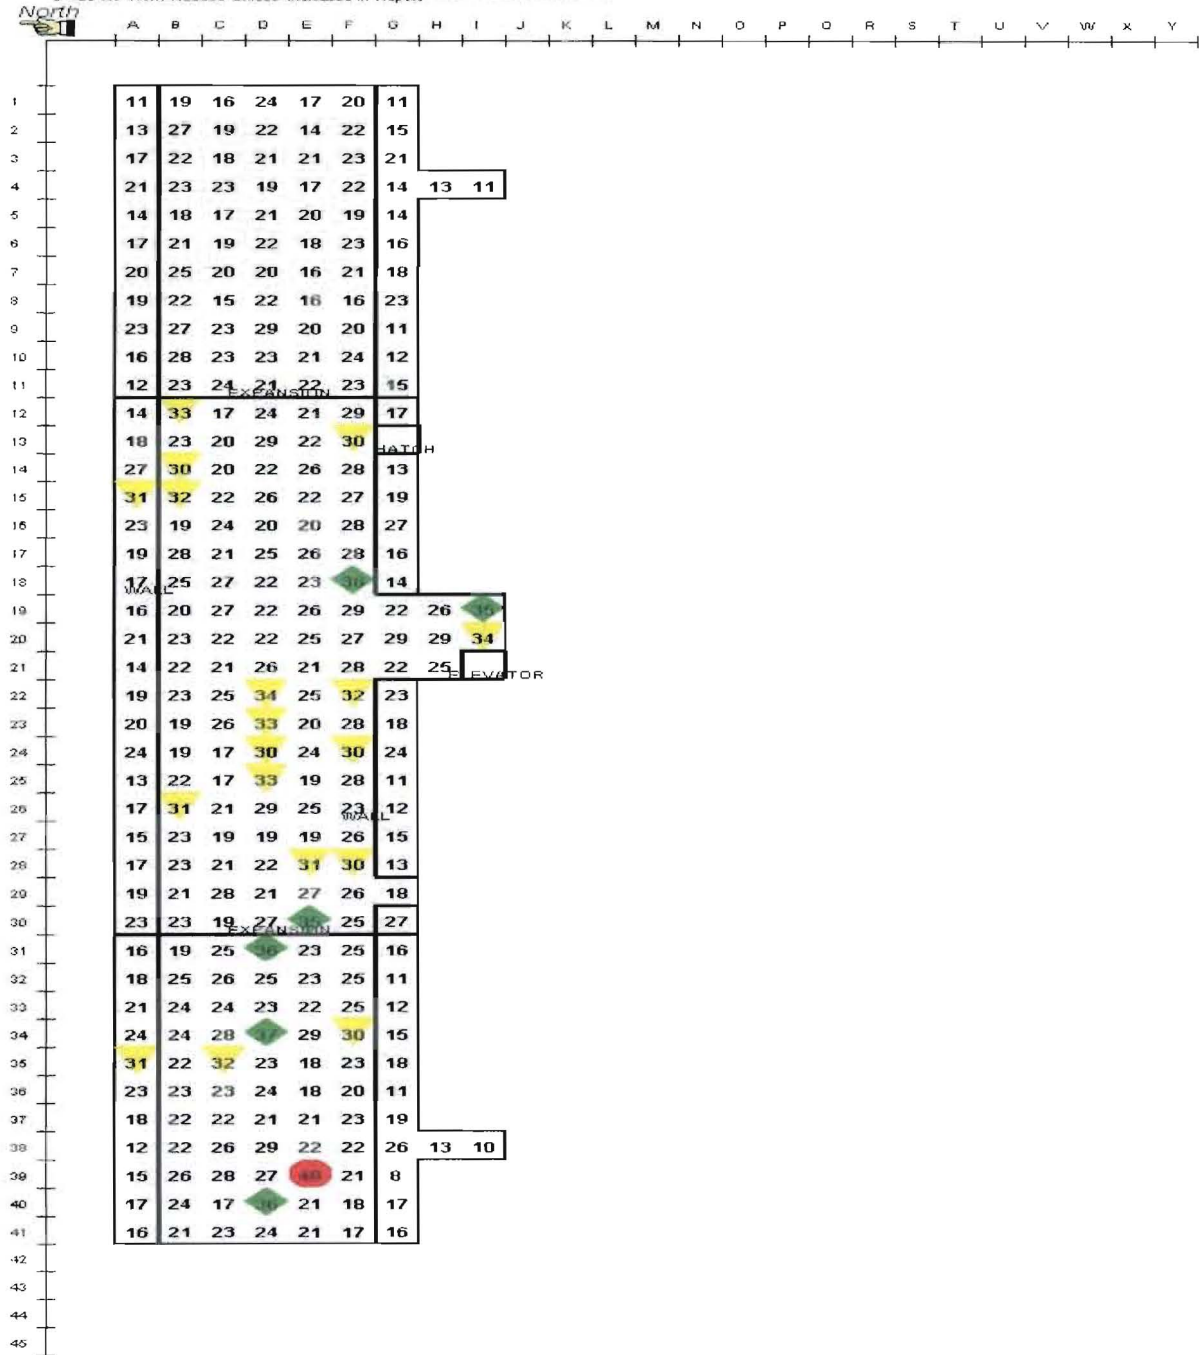 North
A B C D E F G H I J K L M N O P Q R S T U V W X Y
1 11 19 16 24 17 20 11
2 13 27 19 22 14 22 15
3 17 22 18 21 21 23 21
4 21 23 23 19 17 22 14 13 11
5 14 18 17 21 20 19 14
6 17 21 19 22 18 23 16
7 20 25 20 20 16 21 18
8 19 22 15 22 16 16 23
9 23 27 23 29 20 20 11
10 16 28 23 23 21 24 12
11 12 23 24 21 22 23 15
EXPANSION
12 14 33 17 24 21 29 17
13 18 23 20 29 22 30
HATCH
14 27 30 20 22 26 28 13
15 31 32 22 26 22 27 19
16 23 19 24 20 20 28 27
17 19 28 21 25 26 28 16
18 17 25 27 22 23 14
WALL
19 16 20 27 22 26 29 22 26 35
20 21 23 22 22 25 27 29 29 34
21 14 22 21 26 21 28 22 25
ELEVATOR
22 19 23 25 34 25 32 23
23 20 19 26 33 20 28 18
24 24 19 17 30 24 30 24
25 13 22 17 33 19 28 11
26 17 31 21 29 25 23 12
WALL
27 15 23 19 19 19 26 15
28 17 23 21 22 31 30 13
29 19 21 28 21 27 26 18
30 23 23 19 27 35 25 27
EXPANSION
31 16 19 25 36 23 25 16
32 18 25 26 25 23 25 11
33 21 24 24 23 22 25 12
34 24 24 28 37 29 30 15
35 31 22 32 23 18 23 18
36 23 23 23 24 18 20 11
37 18 22 22 21 21 23 19
38 12 22 26 29 22 22 26 13 10
39 15 26 28 27 21 8
40 17 24 17 36 21 18 17
41 16 21 23 24 21 17 16
42
43
44
45